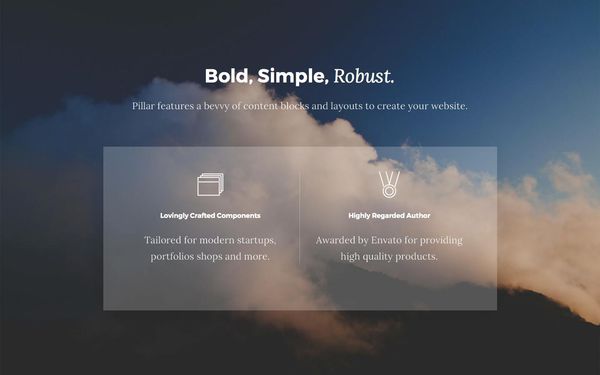 Bold, Simple, Robust.
Pillar features a bevvy of content blocks and layouts to create your website.
Lovingly Crafted Components
Tailored for modern startups,
portfolios shops and more.
Highly Regarded Author
Awarded by Envato for providing
high quality products.